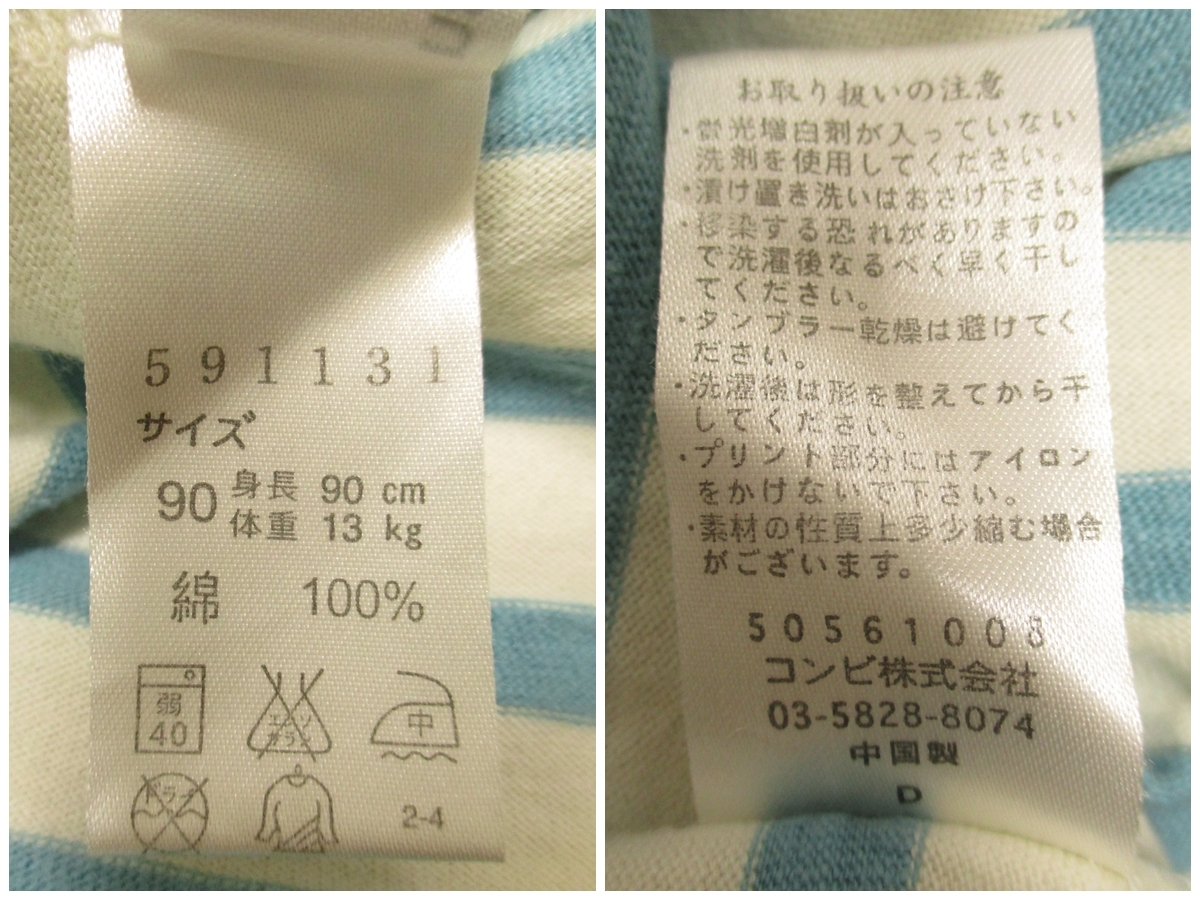 591131
サイズ
90 身長 90 cm
体重 13 kg
綿 100%
弱
40
エンソ
サラシ
中
ドライ
2-4
お取り扱いの注意
・蛍光増白剤が入っていない
洗剤を使用してください。
・漬け置き洗いはおさけ下さい。
・移染する恐れがありますの
で洗濯後なるべく早く干し
てください。
・タンブラー乾燥は避けてく
ださい。
・洗濯後は形を整えてから干
してください。
・プリント部分にはアイロン
をかけないで下さい。
・素材の性質上多少縮む場合
がございます。
50561008
コンビ株式会社
03-5828-8074
中国製
D